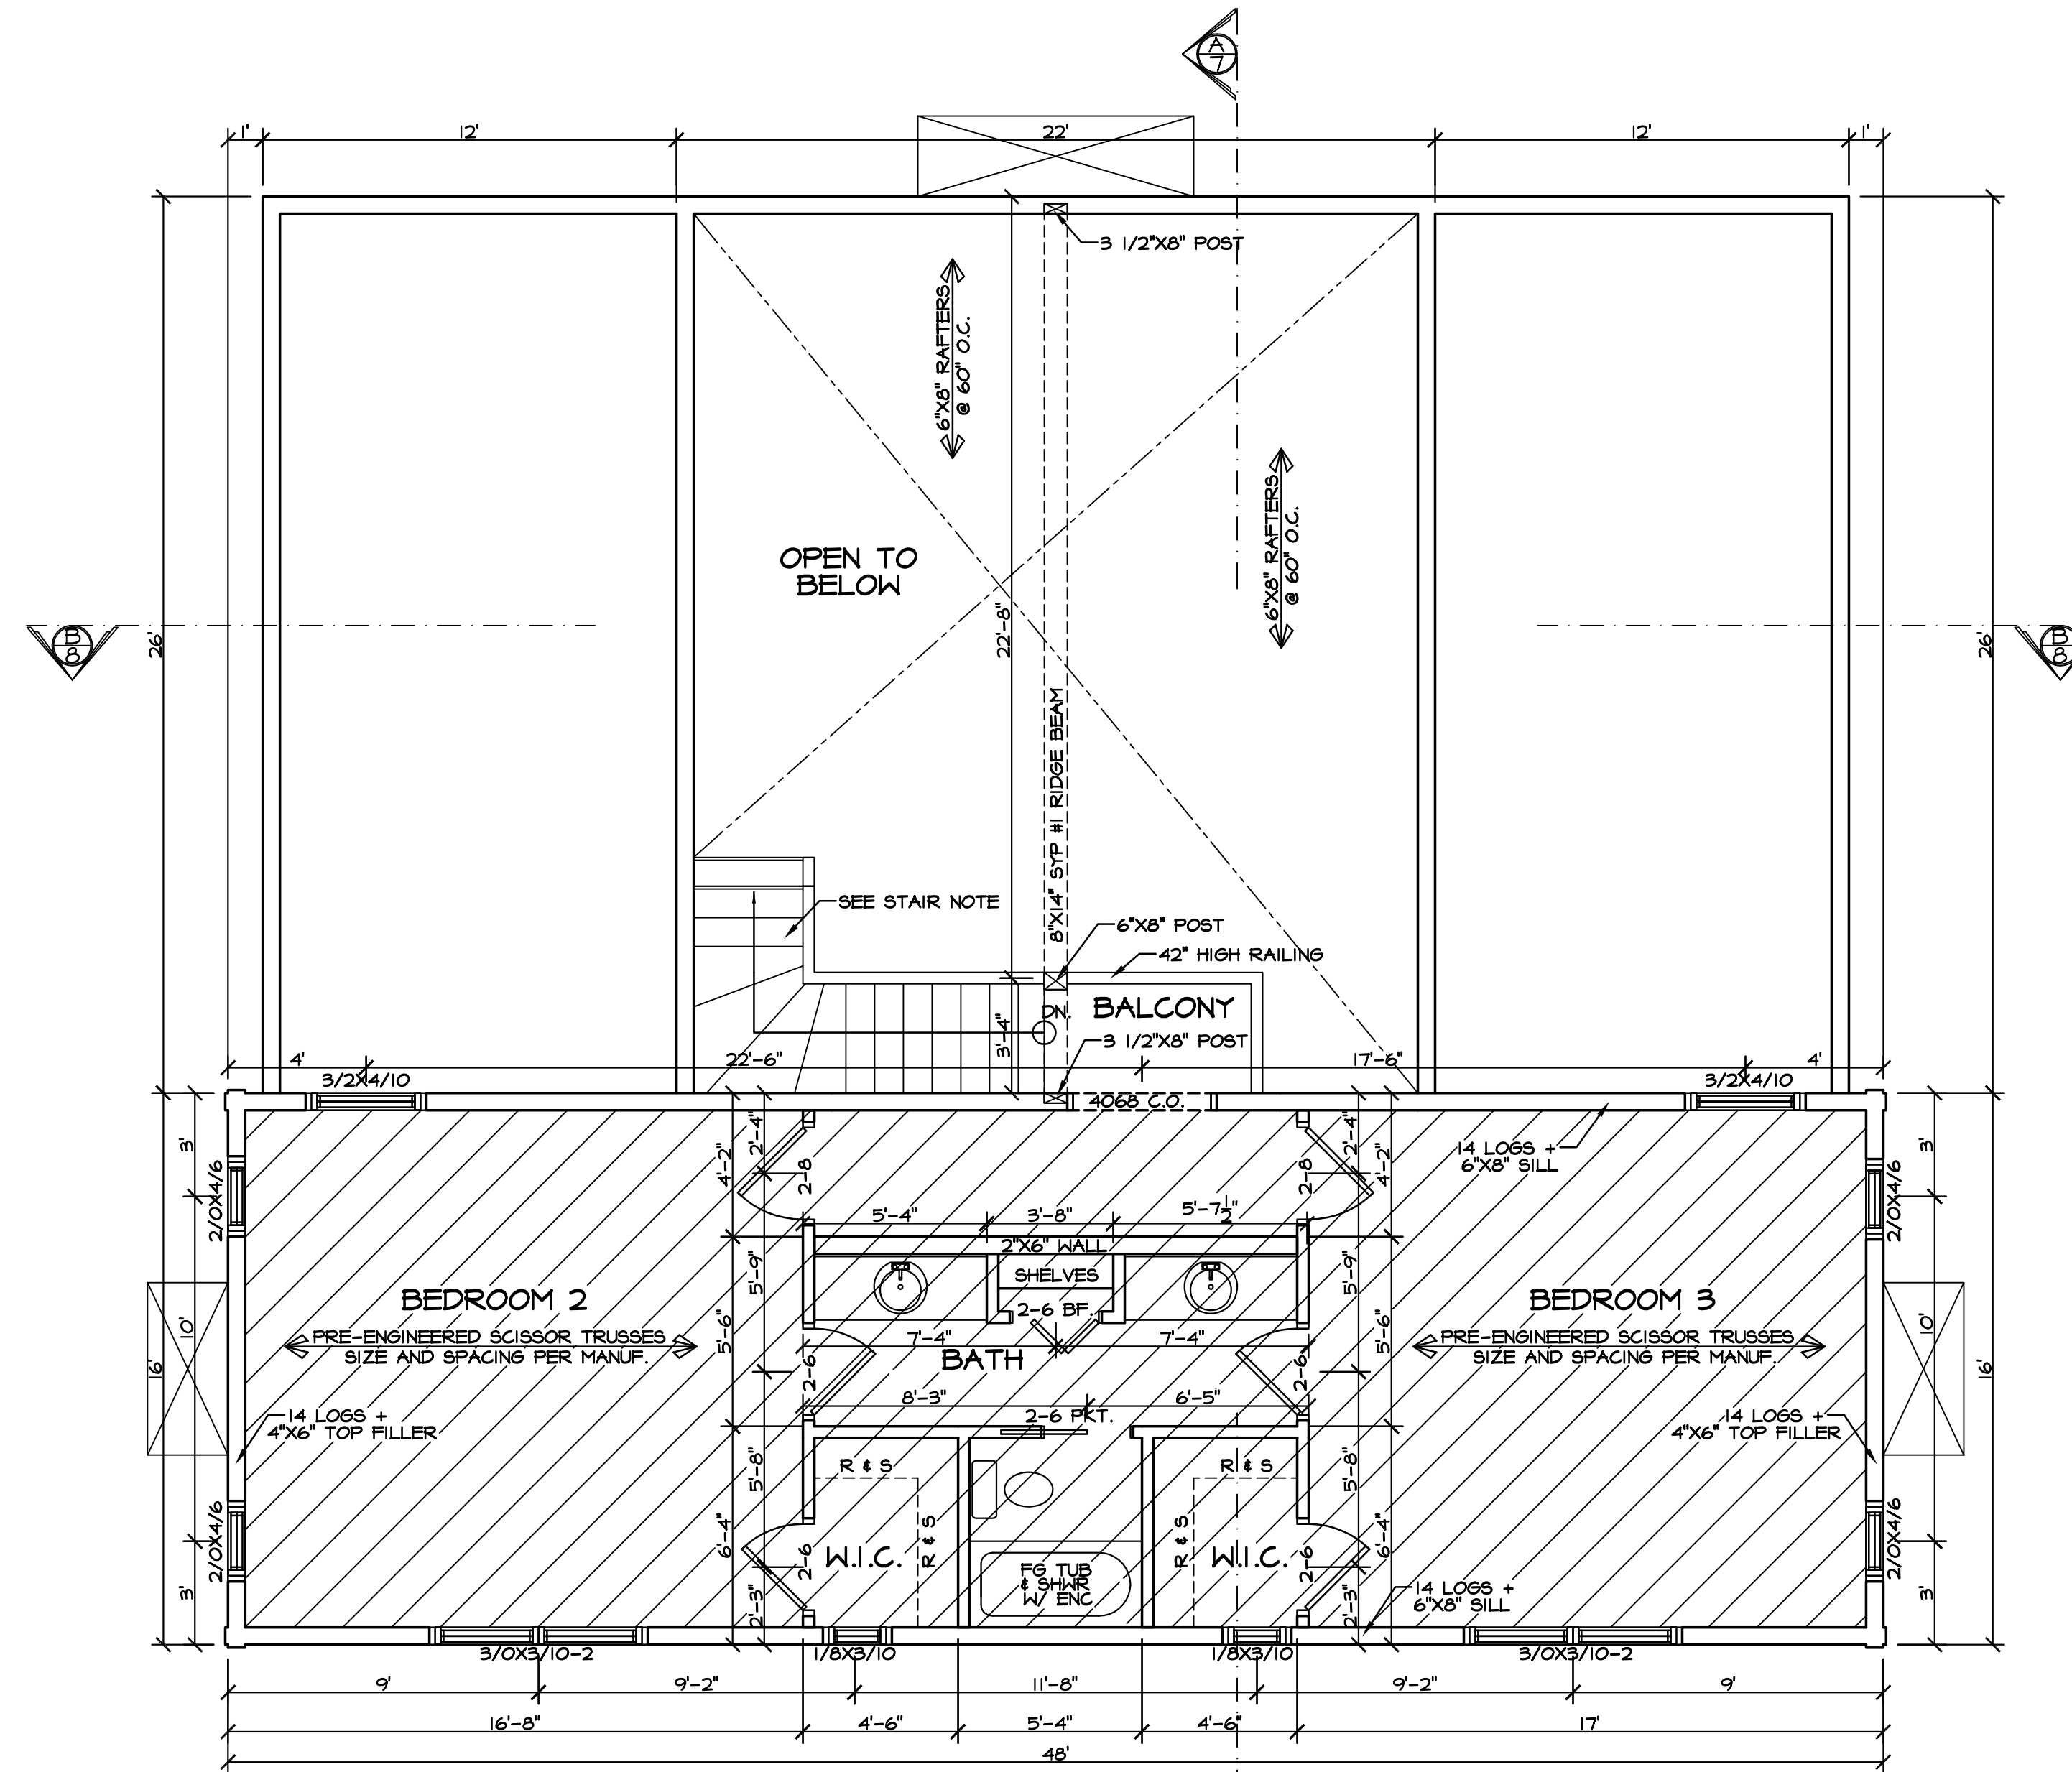 A
7
1'
12'
22'
12'
1'
3 1/2"X8" POST
6"X8" RAFTERS
@ 60" O.C.
6"X8" RAFTERS
@ 60" O.C.
OPEN TO
BELOW
22'-8"
26'
26'
B
8
B
8
8"X14" SYP #1 RIDGE BEAM
SEE STAIR NOTE
6"X8" POST
42" HIGH RAILING
DN.
BALCONY
3'-4"
3 1/2"X8" POST
4'
22'-6"
17'-6"
4'
3/2X4/10
3/2X4/10
4068 C.O.
14 LOGS +
6"X8" SILL
3'
2/0X4/6
4'-2"
2'-4"
2-8
2-8
2'-4"
4'-2"
2/0X4/6
3'
5'-4"
3'-8"
5'-7 1/2"
2"X6" WALL
SHELVES
2-6 BF.
5'-9"
5'-9"
BEDROOM 2
BEDROOM 3
PRE-ENGINEERED SCISSOR TRUSSES
SIZE AND SPACING PER MANUF.
PRE-ENGINEERED SCISSOR TRUSSES
SIZE AND SPACING PER MANUF.
10'
16'
5'-6"
5'-6"
10'
16'
7'-4"
7'-4"
BATH
2-6
2-6
8'-3"
6'-5"
2-6 PKT.
14 LOGS +
4"X6" TOP FILLER
14 LOGS +
4"X6" TOP FILLER
5'-8"
R & S
R & S
5'-8"
2/0X4/6
6'-4"
2-6
W.I.C.
R & S
R & S
W.I.C.
2-6
6'-4"
2/0X4/6
FG TUB
& SHWR
W/ ENC
14 LOGS +
6"X8" SILL
3'
2'-3"
2'-3"
3'
3/0X3/10-2
1/8X3/10
1/8X3/10
3/0X3/10-2
9'
9'-2"
11'-8"
9'-2"
9'
16'-8"
4'-6"
5'-4"
4'-6"
17'
48'